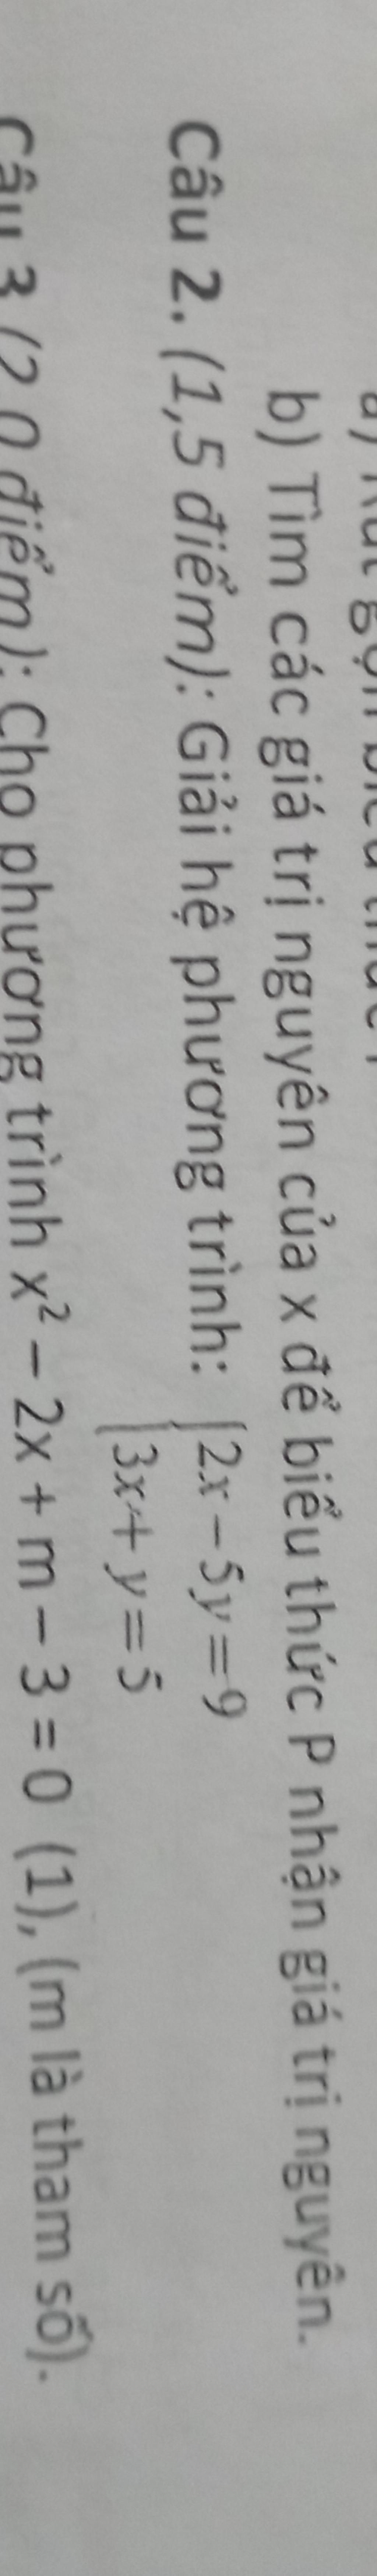 b) Tìm các giá trị nguyên của x để biểu thức P nhận giá trị nguyên.
Câu 2. (1,5 điểm): Giải hệ phương trình: { 2x − 5y = 9
3x + y = 5
Câu 3 (2,0 điểm): Cho phương trình x² − 2x + m − 3 = 0 (1), (m là tham số).